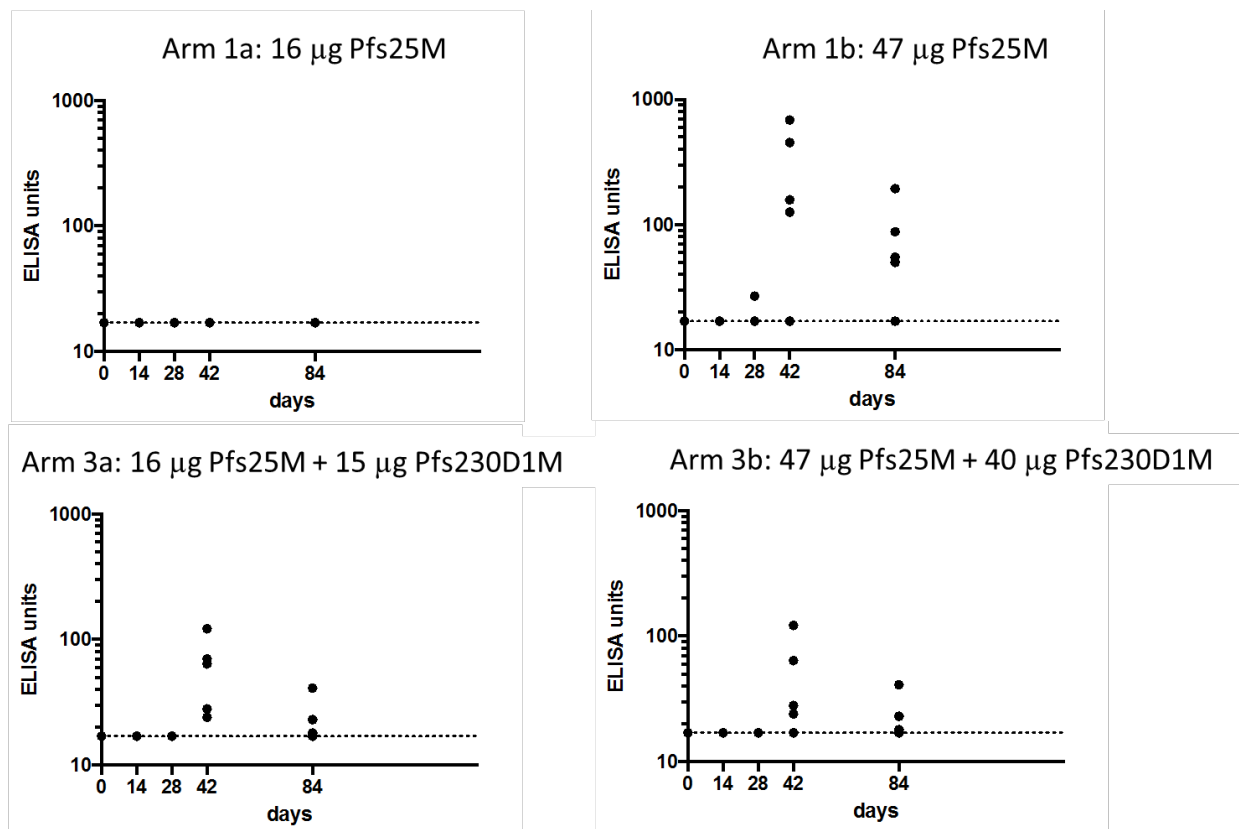 Arm 1a: 16 μg Pfs25M
1000
100
10
ELISA units
0 14 28 42 84
days
Arm 1b: 47 μg Pfs25M
1000
100
10
ELISA units
0 14 28 42 84
days
Arm 3a: 16 μg Pfs25M + 15 μg Pfs230D1M
1000
100
10
ELISA units
0 14 28 42 84
days
Arm 3b: 47 μg Pfs25M + 40 μg Pfs230D1M
1000
100
10
ELISA units
0 14 28 42 84
days